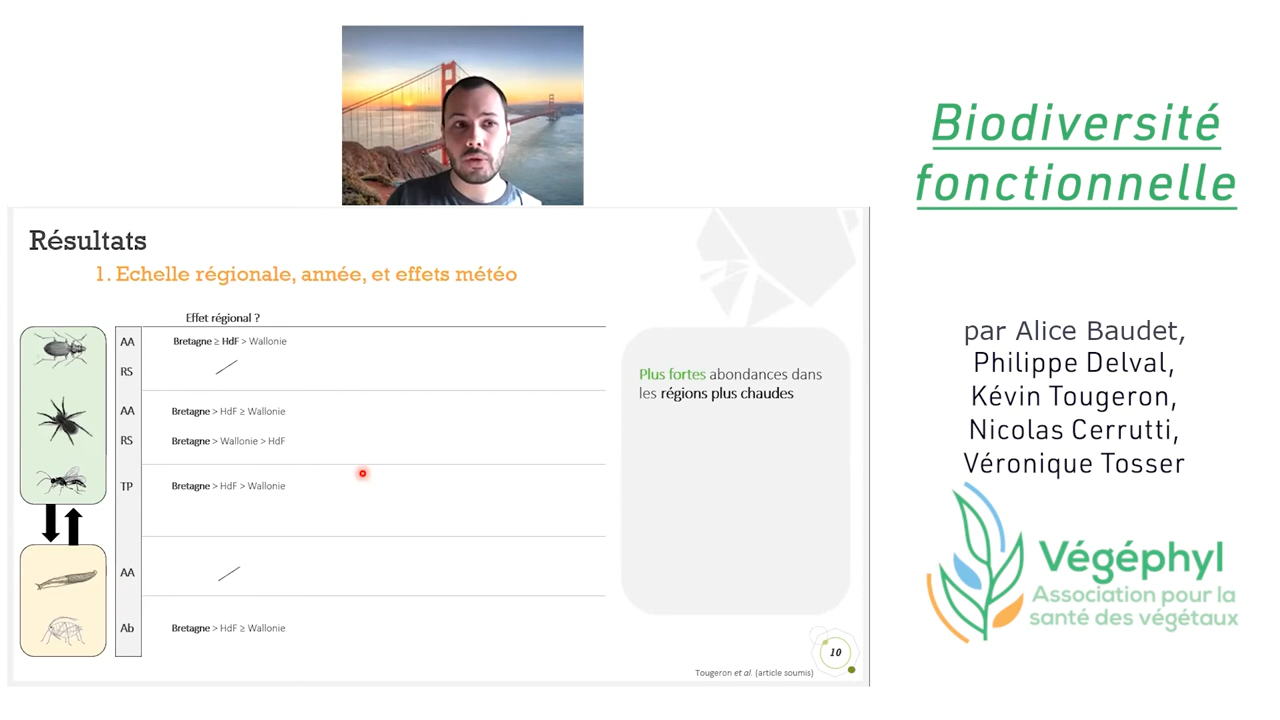 Biodiversité
fonctionnelle
Résultats
1. Echelle régionale, année, et effets météo
Effet régional ?
AA
Bretagne ≥ HdF > Wallonie
RS
AA
Bretagne > HdF ≥ Wallonie
RS
Bretagne > Wallonie > HdF
TP
Bretagne > HdF > Wallonie
AA
Ab
Bretagne > HdF ≥ Wallonie
Plus fortes abondances dans
les régions plus chaudes
10
Tougeron et al. (article soumis)
par Alice Baudet,
Philippe Delval,
Kévin Tougeron,
Nicolas Cerrutti,
Véronique Tosser
Végéphyl
Association pour la
santé des végétaux